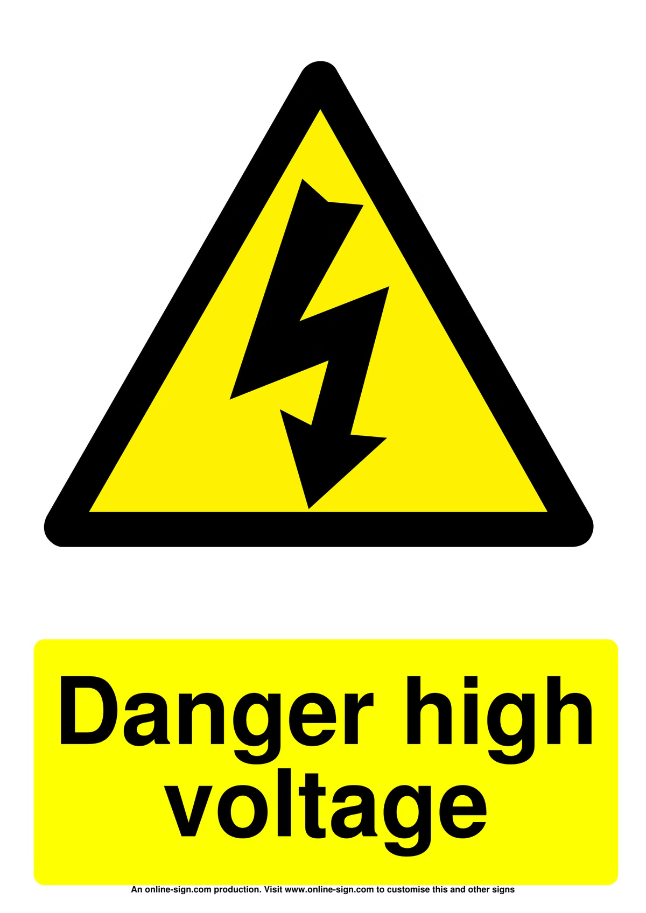 Danger high
voltage
An online-sign.com production. Visit www.online-sign.com to customise this and other signs